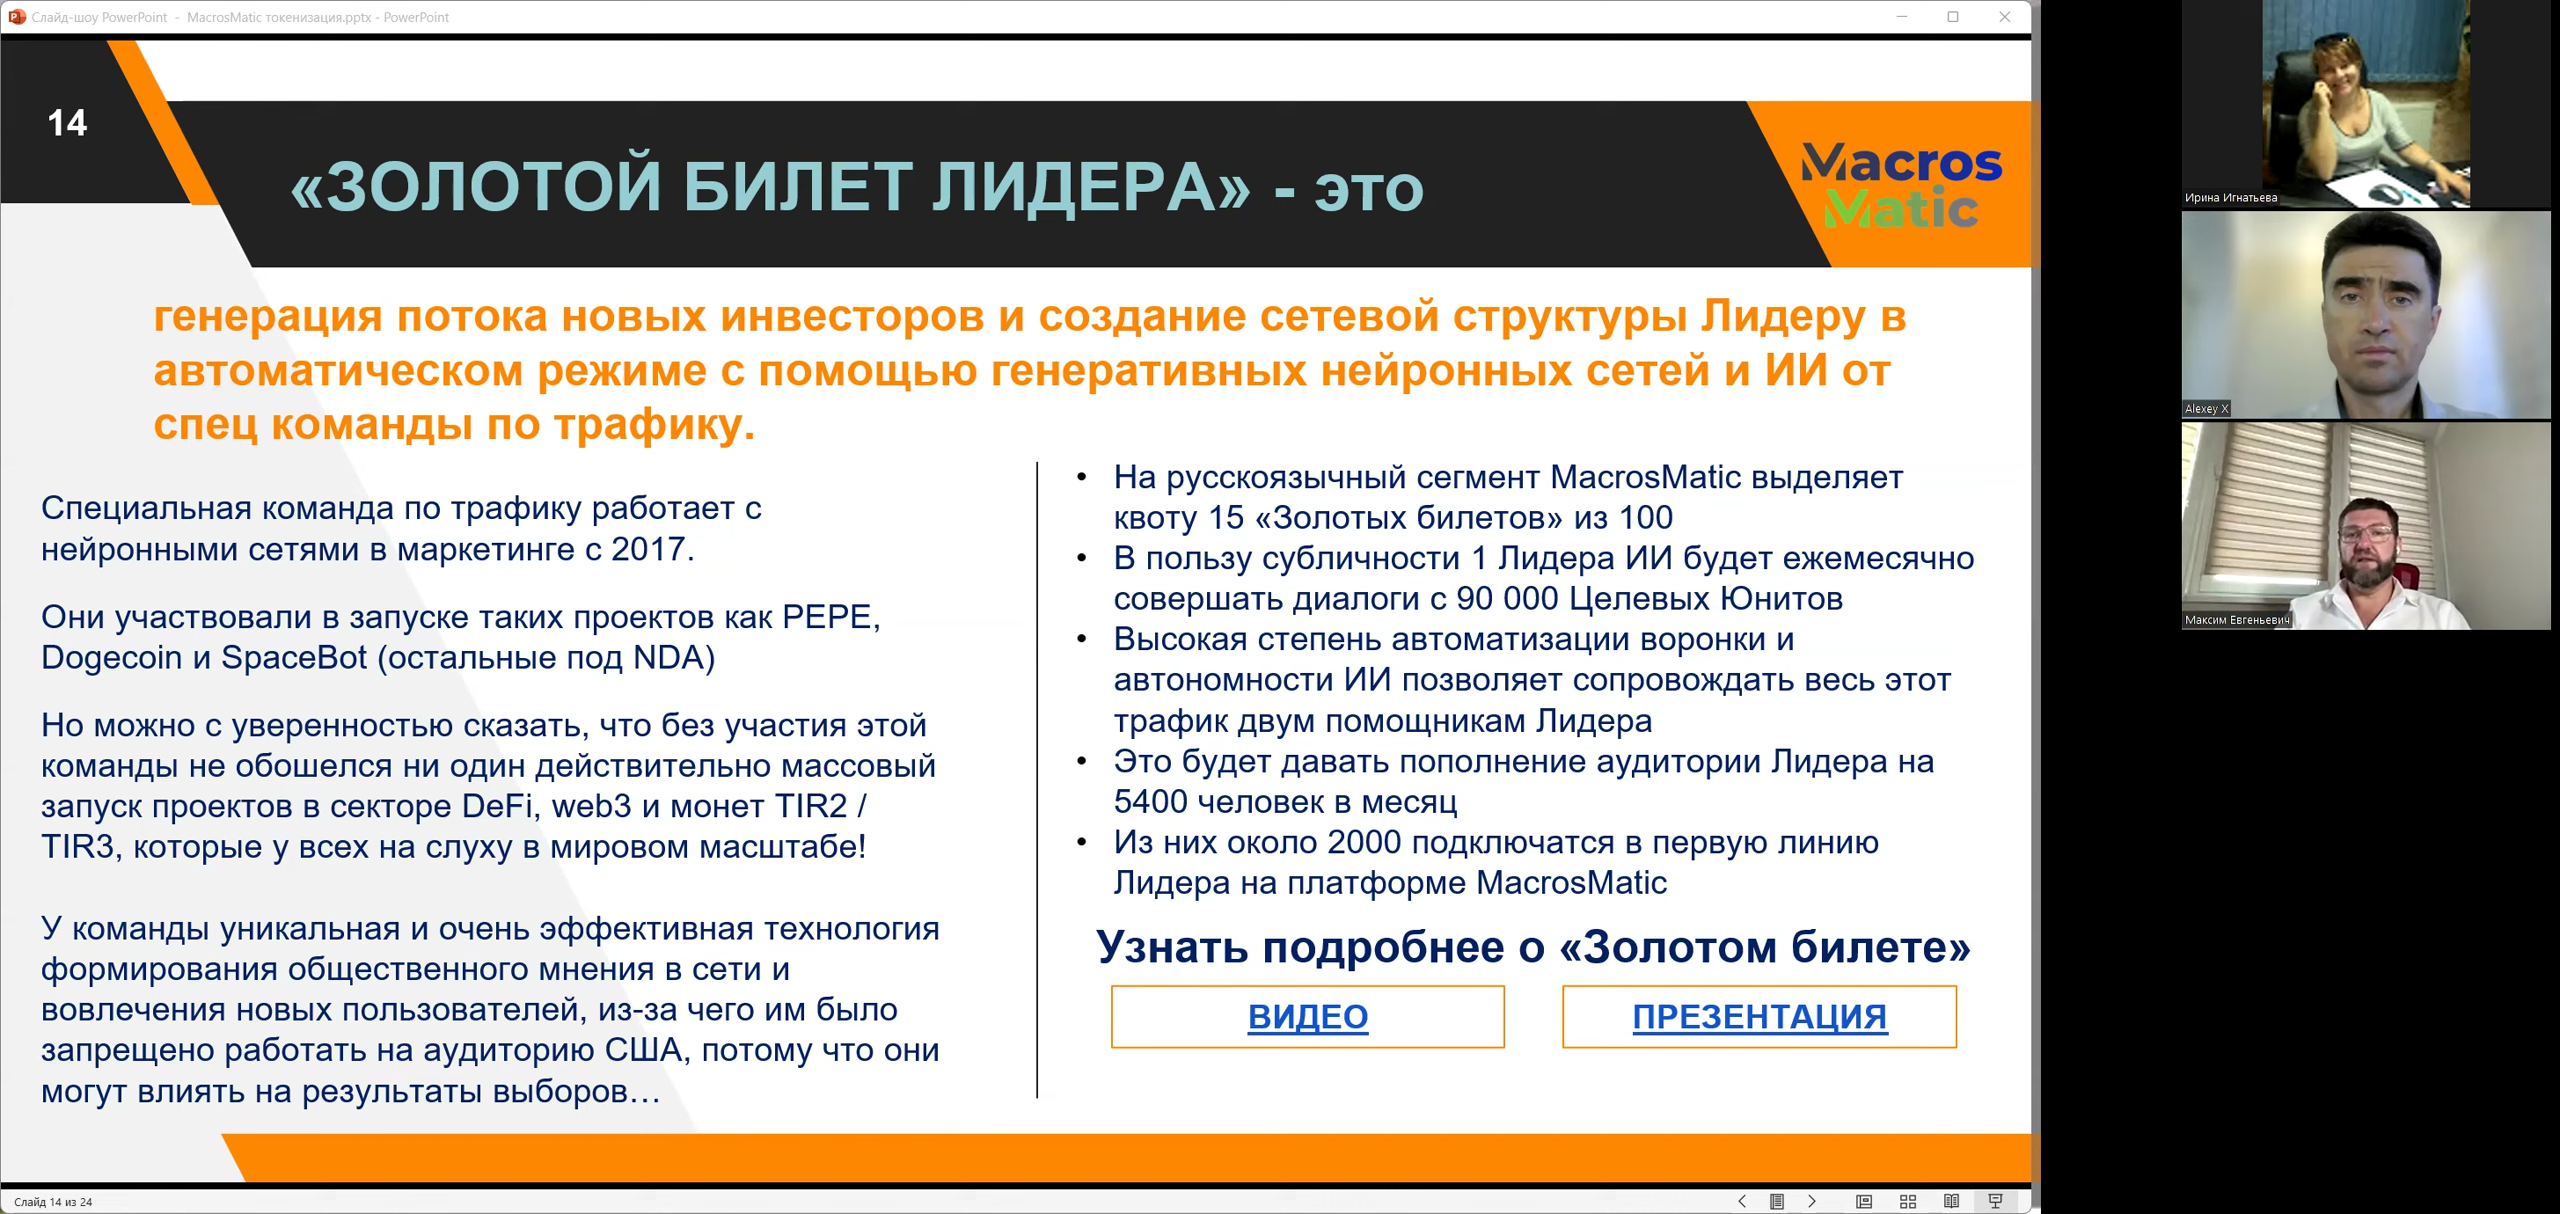 Слайд-шоу PowerPoint - MacrosMatic токенизация.pptx - PowerPoint
14
«ЗОЛОТОЙ БИЛЕТ ЛИДЕРА» - это
Macros
Matic
генерация потока новых инвесторов и создание сетевой структуры Лидеру в
автоматическом режиме с помощью генеративных нейронных сетей и ИИ от
спец команды по трафику.
Специальная команда по трафику работает с
нейронными сетями в маркетинге с 2017.
Они участвовали в запуске таких проектов как PEPE,
Dogecoin и SpaceBot (остальные под NDA)
Но можно с уверенностью сказать, что без участия этой
команды не обошелся ни один действительно массовый
запуск проектов в секторе DeFi, web3 и монет TIR2 /
TIR3, которые у всех на слуху в мировом масштабе!
У команды уникальная и очень эффективная технология
формирования общественного мнения в сети и
вовлечения новых пользователей, из-за чего им было
запрещено работать на аудиторию США, потому что они
могут влиять на результаты выборов...
• На русскоязычный сегмент MacrosMatic выделяет
квоту 15 «Золотых билетов» из 100
• В пользу субличности 1 Лидера ИИ будет ежемесячно
совершать диалоги с 90 000 Целевых Юнитов
• Высокая степень автоматизации воронки и
автономности ИИ позволяет сопровождать весь этот
трафик двум помощникам Лидера
• Это будет давать пополнение аудитории Лидера на
5400 человек в месяц
• Из них около 2000 подключатся в первую линию
Лидера на платформе MacrosMatic
Узнать подробнее о «Золотом билете»
ВИДЕО
ПРЕЗЕНТАЦИЯ
Слайд 14 из 24
Ирина Игнатьева
Alexey X
Максим Евгеньевич